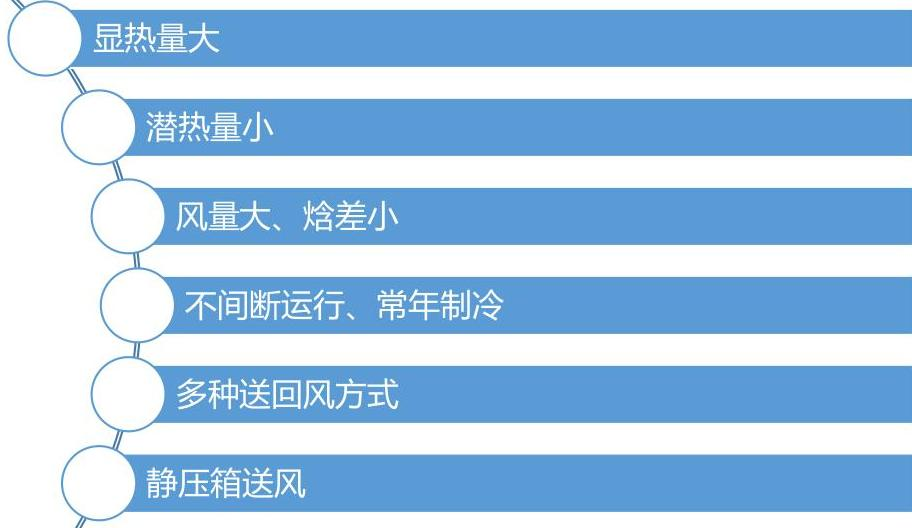 显热量大
潜热量小
风量大、焓差小
不间断运行、常年制冷
多种送回风方式
静压箱送风